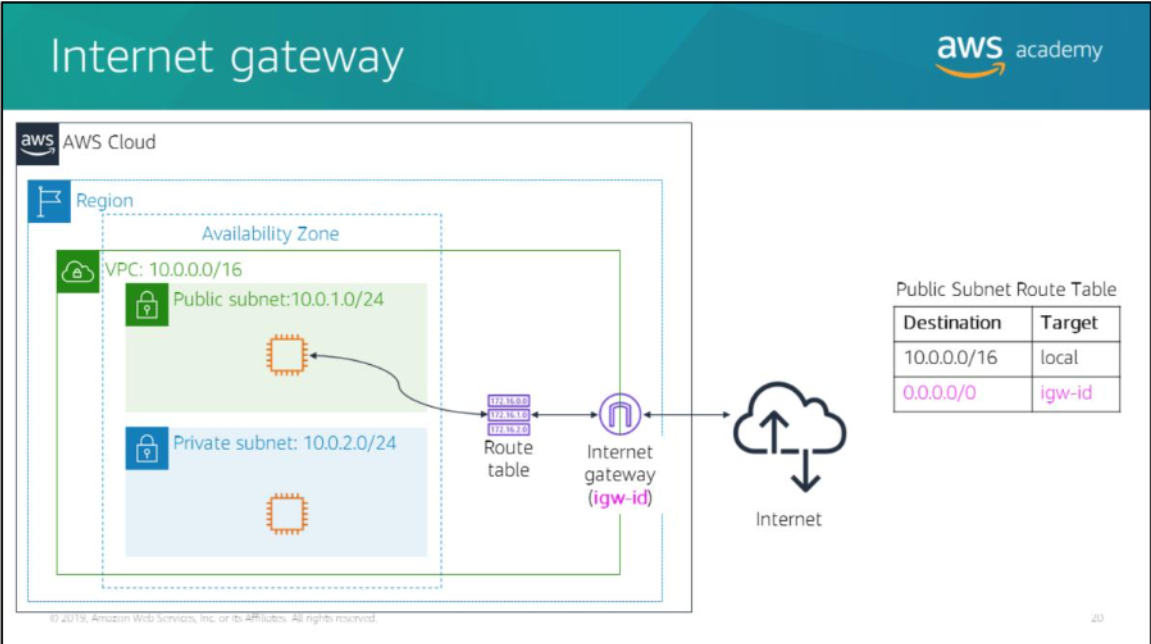 Internet gateway
aws academy
aws AWS Cloud
Region
Availability Zone
VPC: 10.0.0.0/16
Public subnet:10.0.1.0/24
Private subnet: 10.0.2.0/24
172.16.0.0
172.16.1.0
172.16.2.0
Route
table
Internet
gateway
(igw-id)
Internet
Public Subnet Route Table
Destination Target
10.0.0.0/16 local
0.0.0.0/0 igw-id
© 2019, Amazon Web Services, Inc. or its Affiliates. All rights reserved.
20